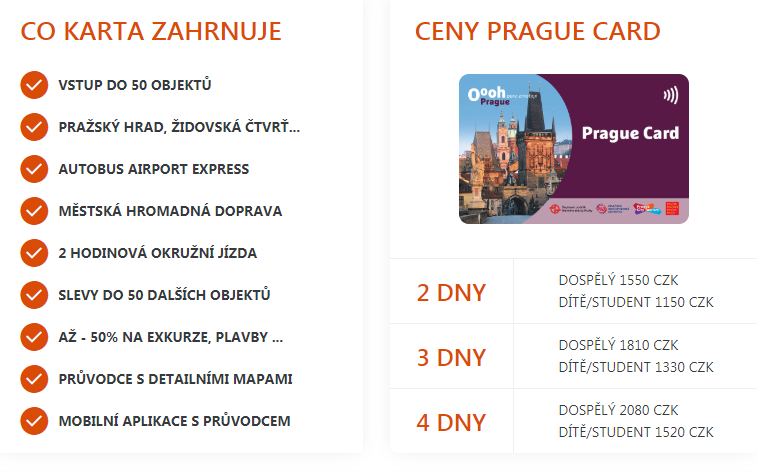 CO KARTA ZAHRNUJE
VSTUP DO 50 OBJEKTŮ
PRAŽSKÝ HRAD, ŽIDOVSKÁ ČTVRŤ...
AUTOBUS AIRPORT EXPRESS
MĚSTSKÁ HROMADNÁ DOPRAVA
2 HODINOVÁ OKRUŽNÍ JÍZDA
SLEVY DO 50 DALŠÍCH OBJEKTŮ
AŽ - 50% NA EXKURZE, PLAVBY ...
PRŮVODCE S DETAILNÍMI MAPAMI
MOBILNÍ APLIKACE S PRŮVODCEM
CENY PRAGUE CARD
Oooh
Prague
Prague Card
2 DNY
DOSPĚLÝ 1550 CZK
DÍTĚ/STUDENT 1150 CZK
3 DNY
DOSPĚLÝ 1810 CZK
DÍTĚ/STUDENT 1330 CZK
4 DNY
DOSPĚLÝ 2080 CZK
DÍTĚ/STUDENT 1520 CZK